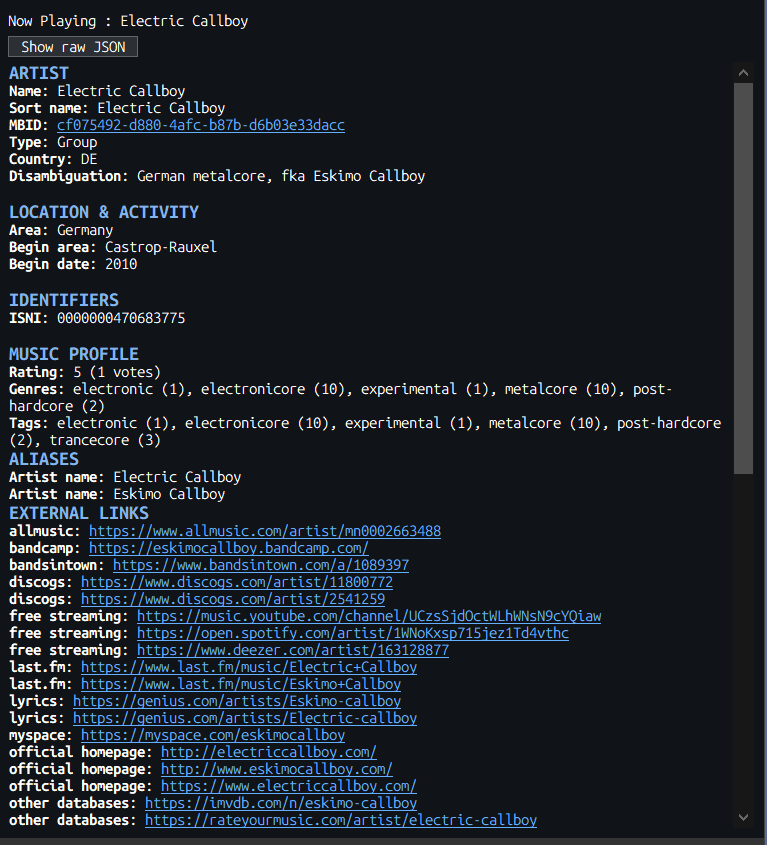 Now Playing : Electric Callboy
Show raw JSON
ARTIST
Name: Electric Callboy
Sort name: Electric Callboy
MBID: cf075492-d880-4afc-b87b-d6b03e33dacc
Type: Group
Country: DE
Disambiguation: German metalcore, fka Eskimo Callboy
LOCATION & ACTIVITY
Area: Germany
Begin area: Castrop-Rauxel
Begin date: 2010
IDENTIFIERS
ISNI: 0000000470683775
MUSIC PROFILE
Rating: 5 (1 votes)
Genres: electronic (1), electronicore (10), experimental (1), metalcore (10), post-
hardcore (2)
Tags: electronic (1), electronicore (10), experimental (1), metalcore (10), post-hardcore
(2), trancecore (3)
ALIASES
Artist name: Electric Callboy
Artist name: Eskimo Callboy
EXTERNAL LINKS
allmusic: https://www.allmusic.com/artist/mn0002663488
bandcamp: https://eskimocallboy.bandcamp.com/
bandsintown: https://www.bandsintown.com/a/1089397
discogs: https://www.discogs.com/artist/11800772
discogs: https://www.discogs.com/artist/2541259
free streaming: https://music.youtube.com/channel/UCzsSjdOctWLhWNsN9cYQiaw
free streaming: https://open.spotify.com/artist/1WNoKxsp715jez1Td4vthc
free streaming: https://www.deezer.com/artist/163128877
last.fm: https://www.last.fm/music/Electric+Callboy
last.fm: https://www.last.fm/music/Eskimo+Callboy
lyrics: https://genius.com/artists/Eskimo-callboy
lyrics: https://genius.com/artists/Electric-callboy
myspace: https://myspace.com/eskimocallboy
official homepage: http://electriccallboy.com/
official homepage: http://www.eskimocallboy.com/
official homepage: https://www.electriccallboy.com/
other databases: https://imvdb.com/n/eskimo-callboy
other databases: https://rateyourmusic.com/artist/electric-callboy